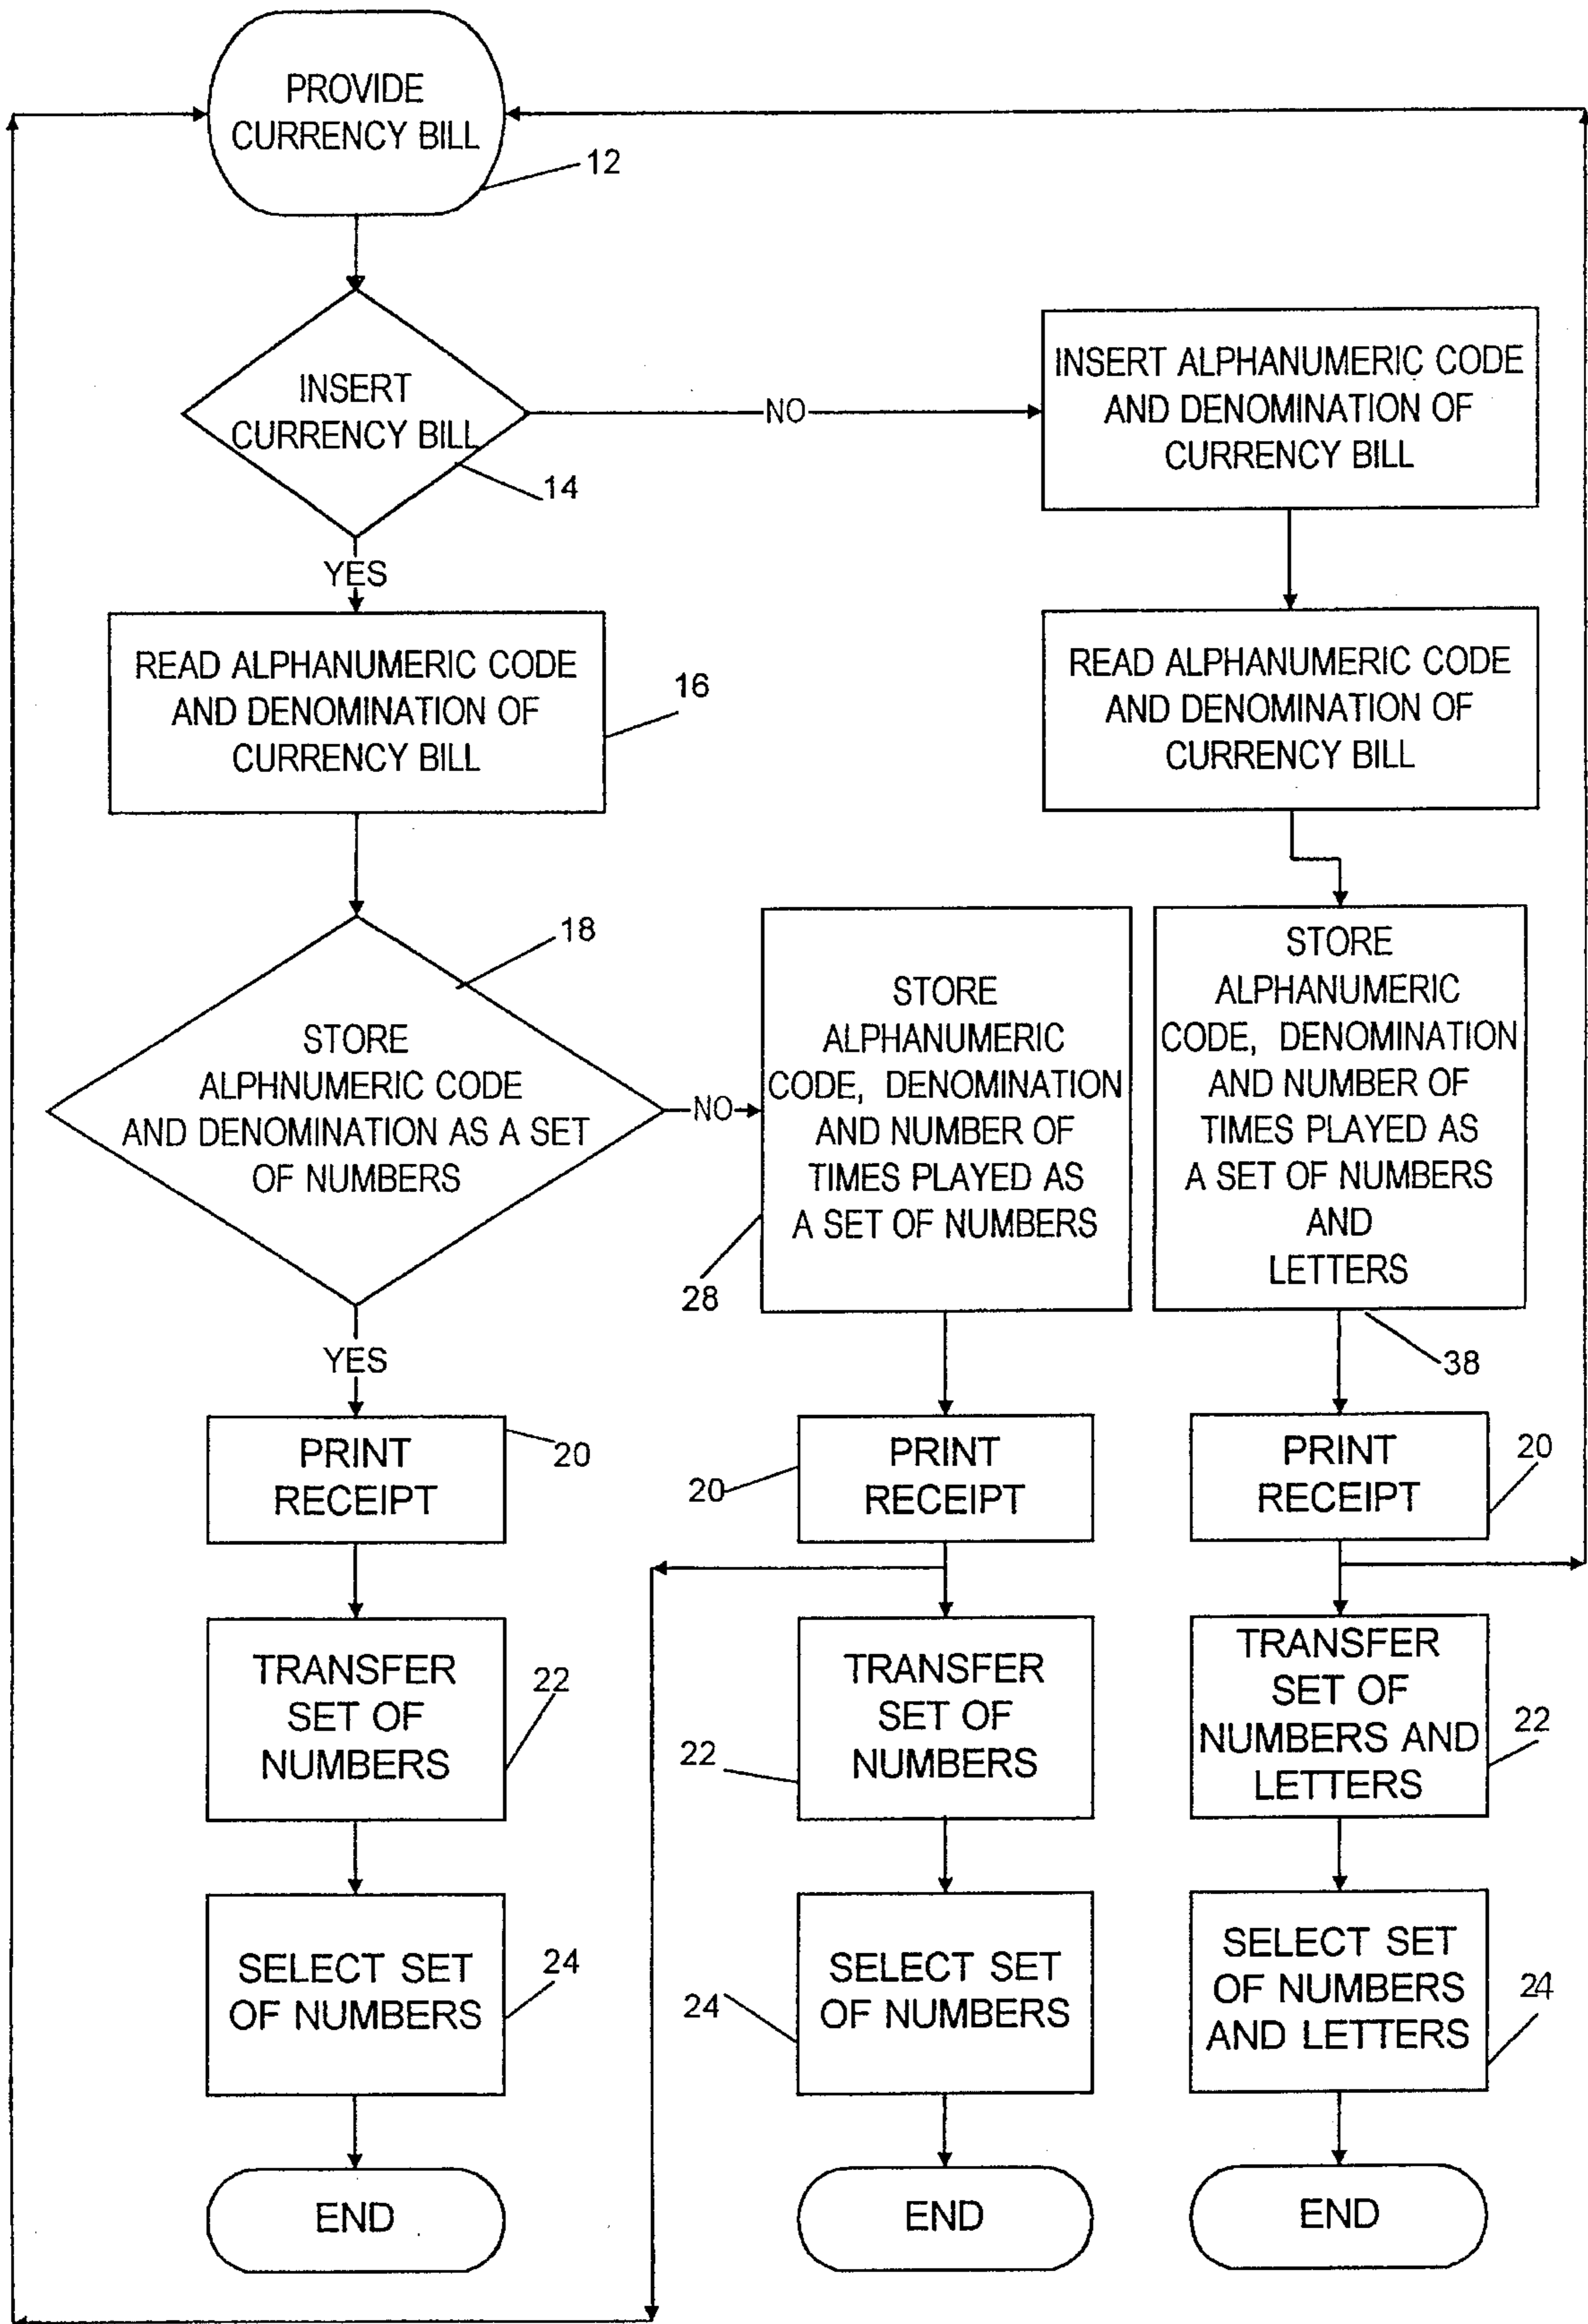 PROVIDE
CURRENCY BILL
12
INSERT
CURRENCY BILL
14
NO
INSERT ALPHANUMERIC CODE
AND DENOMINATION OF
CURRENCY BILL
YES
READ ALPHANUMERIC CODE
AND DENOMINATION OF
CURRENCY BILL
16
READ ALPHANUMERIC CODE
AND DENOMINATION OF
CURRENCY BILL
18
STORE
ALPHNUMERIC CODE
AND DENOMINATION AS A SET
OF NUMBERS
NO
STORE
ALPHANUMERIC
CODE, DENOMINATION
AND NUMBER OF
TIMES PLAYED AS
A SET OF NUMBERS
28
STORE
ALPHANUMERIC
CODE, DENOMINATION
AND NUMBER OF
TIMES PLAYED AS
A SET OF NUMBERS
AND
LETTERS
38
YES
PRINT
RECEIPT
20
PRINT
RECEIPT
20
PRINT
RECEIPT
20
TRANSFER
SET OF
NUMBERS
22
TRANSFER
SET OF
NUMBERS
22
TRANSFER
SET OF
NUMBERS AND
LETTERS
22
SELECT SET
OF NUMBERS
24
SELECT SET
OF NUMBERS
24
SELECT SET
OF NUMBERS
AND LETTERS
24
END
END
END